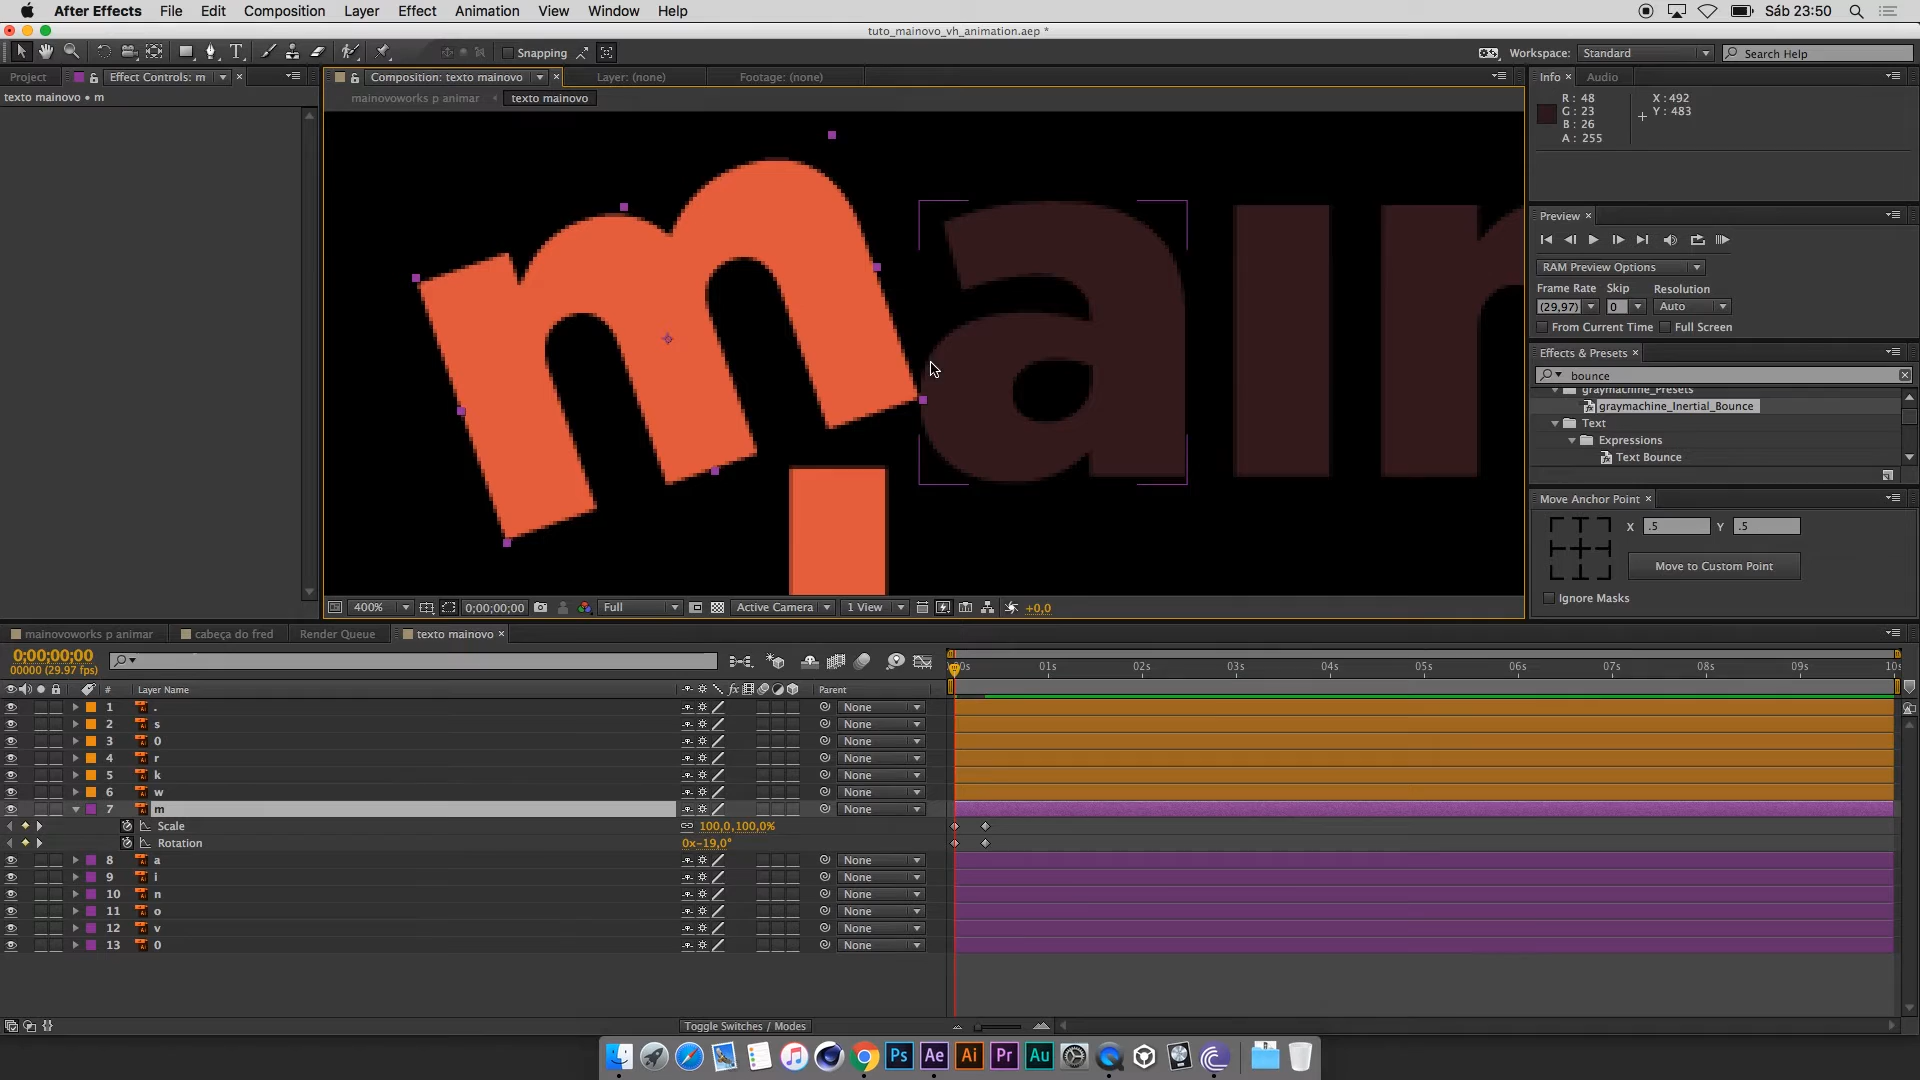 After Effects File Edit Composition Layer Effect Animation View Window Help Sáb 23:50
tuto_mainovo_vh_animation.aep *
Snapping Workspace: Standard Search Help
Project Effect Controls: m Composition: texto mainovo Layer: (none) Footage: (none) Info Audio
texto mainovo • m mainovoworks p animar texto mainovo
R: 48 X: 492
G: 23 Y: 483
B: 26
A: 255
main
Preview
RAM Preview Options
Frame Rate Skip Resolution
(29,97) 0 Auto
From Current Time Full Screen
Effects & Presets
bounce
graymachine_Presets
graymachine_Inertial_Bounce
Text
Expressions
Text Bounce
Move Anchor Point
X .5 Y .5
Move to Custom Point
Ignore Masks
400% 0;00;00;00 Full Active Camera 1 View +0,0
mainovoworks p animar cabeça do fred Render Queue texto mainovo
0;00;00;00
00000 (29.97 fps)
00s 01s 02s 03s 04s 05s 06s 07s 08s 09s 10s
# Layer Name fx Parent
1 . None
2 s None
3 0 None
4 r None
5 k None
6 w None
7 m None
Scale 100,0,100,0%
Rotation 0x-19,0°
8 a None
9 i None
10 n None
11 o None
12 v None
13 0 None
Toggle Switches / Modes
Ps Ae Ai Pr Au